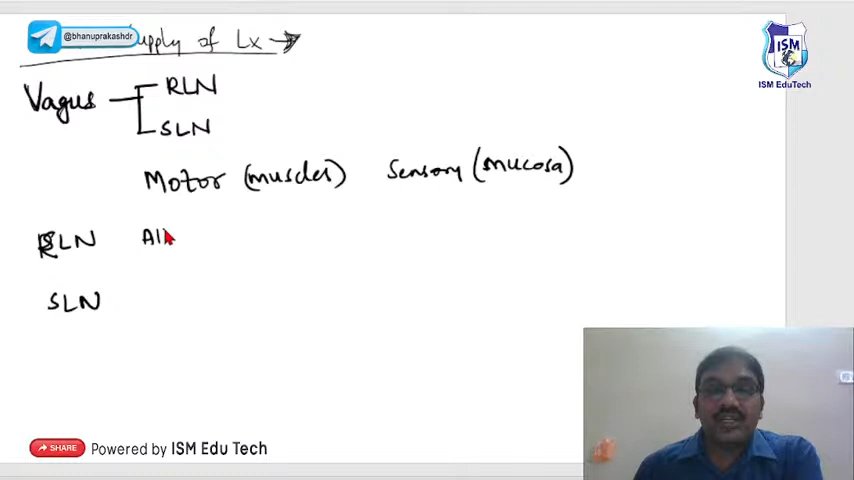 @bhanuprakashdr
upply of Lx →
ISM
ISM EduTech
Vagus
RLN
SLN
Motor (muscles) Sensory (mucosa)
RLN All
SLN
SHARE Powered by ISM Edu Tech